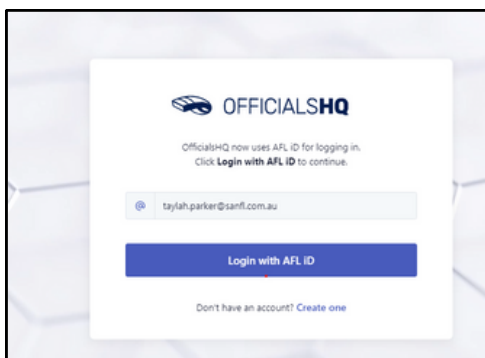 OFFICIALSHQ
OfficialsHQ now uses AFL iD for logging in.
Click Login with AFL iD to continue.
@ taylah.parker@sanfl.com.au
Login with AFL iD
Don't have an account? Create one